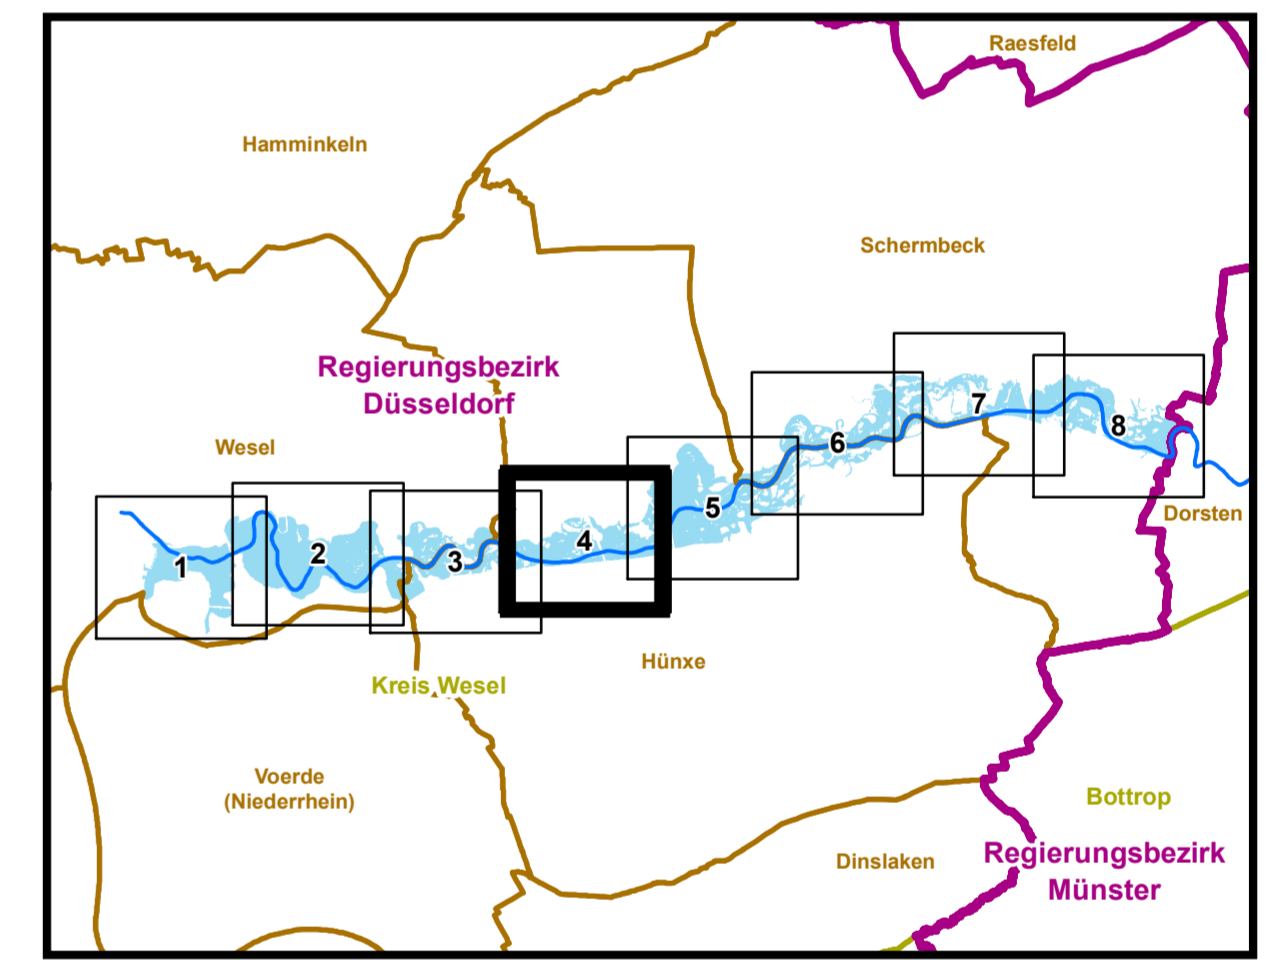 Raesfeld
Hamminkeln
Schermbeck
Regierungsbezirk
Düsseldorf
Wesel
1
2
3
4
5
6
7
8
Dorsten
Hünxe
Kreis Wesel
Voerde
(Niederrhein)
Bottrop
Dinslaken
Regierungsbezirk
Münster